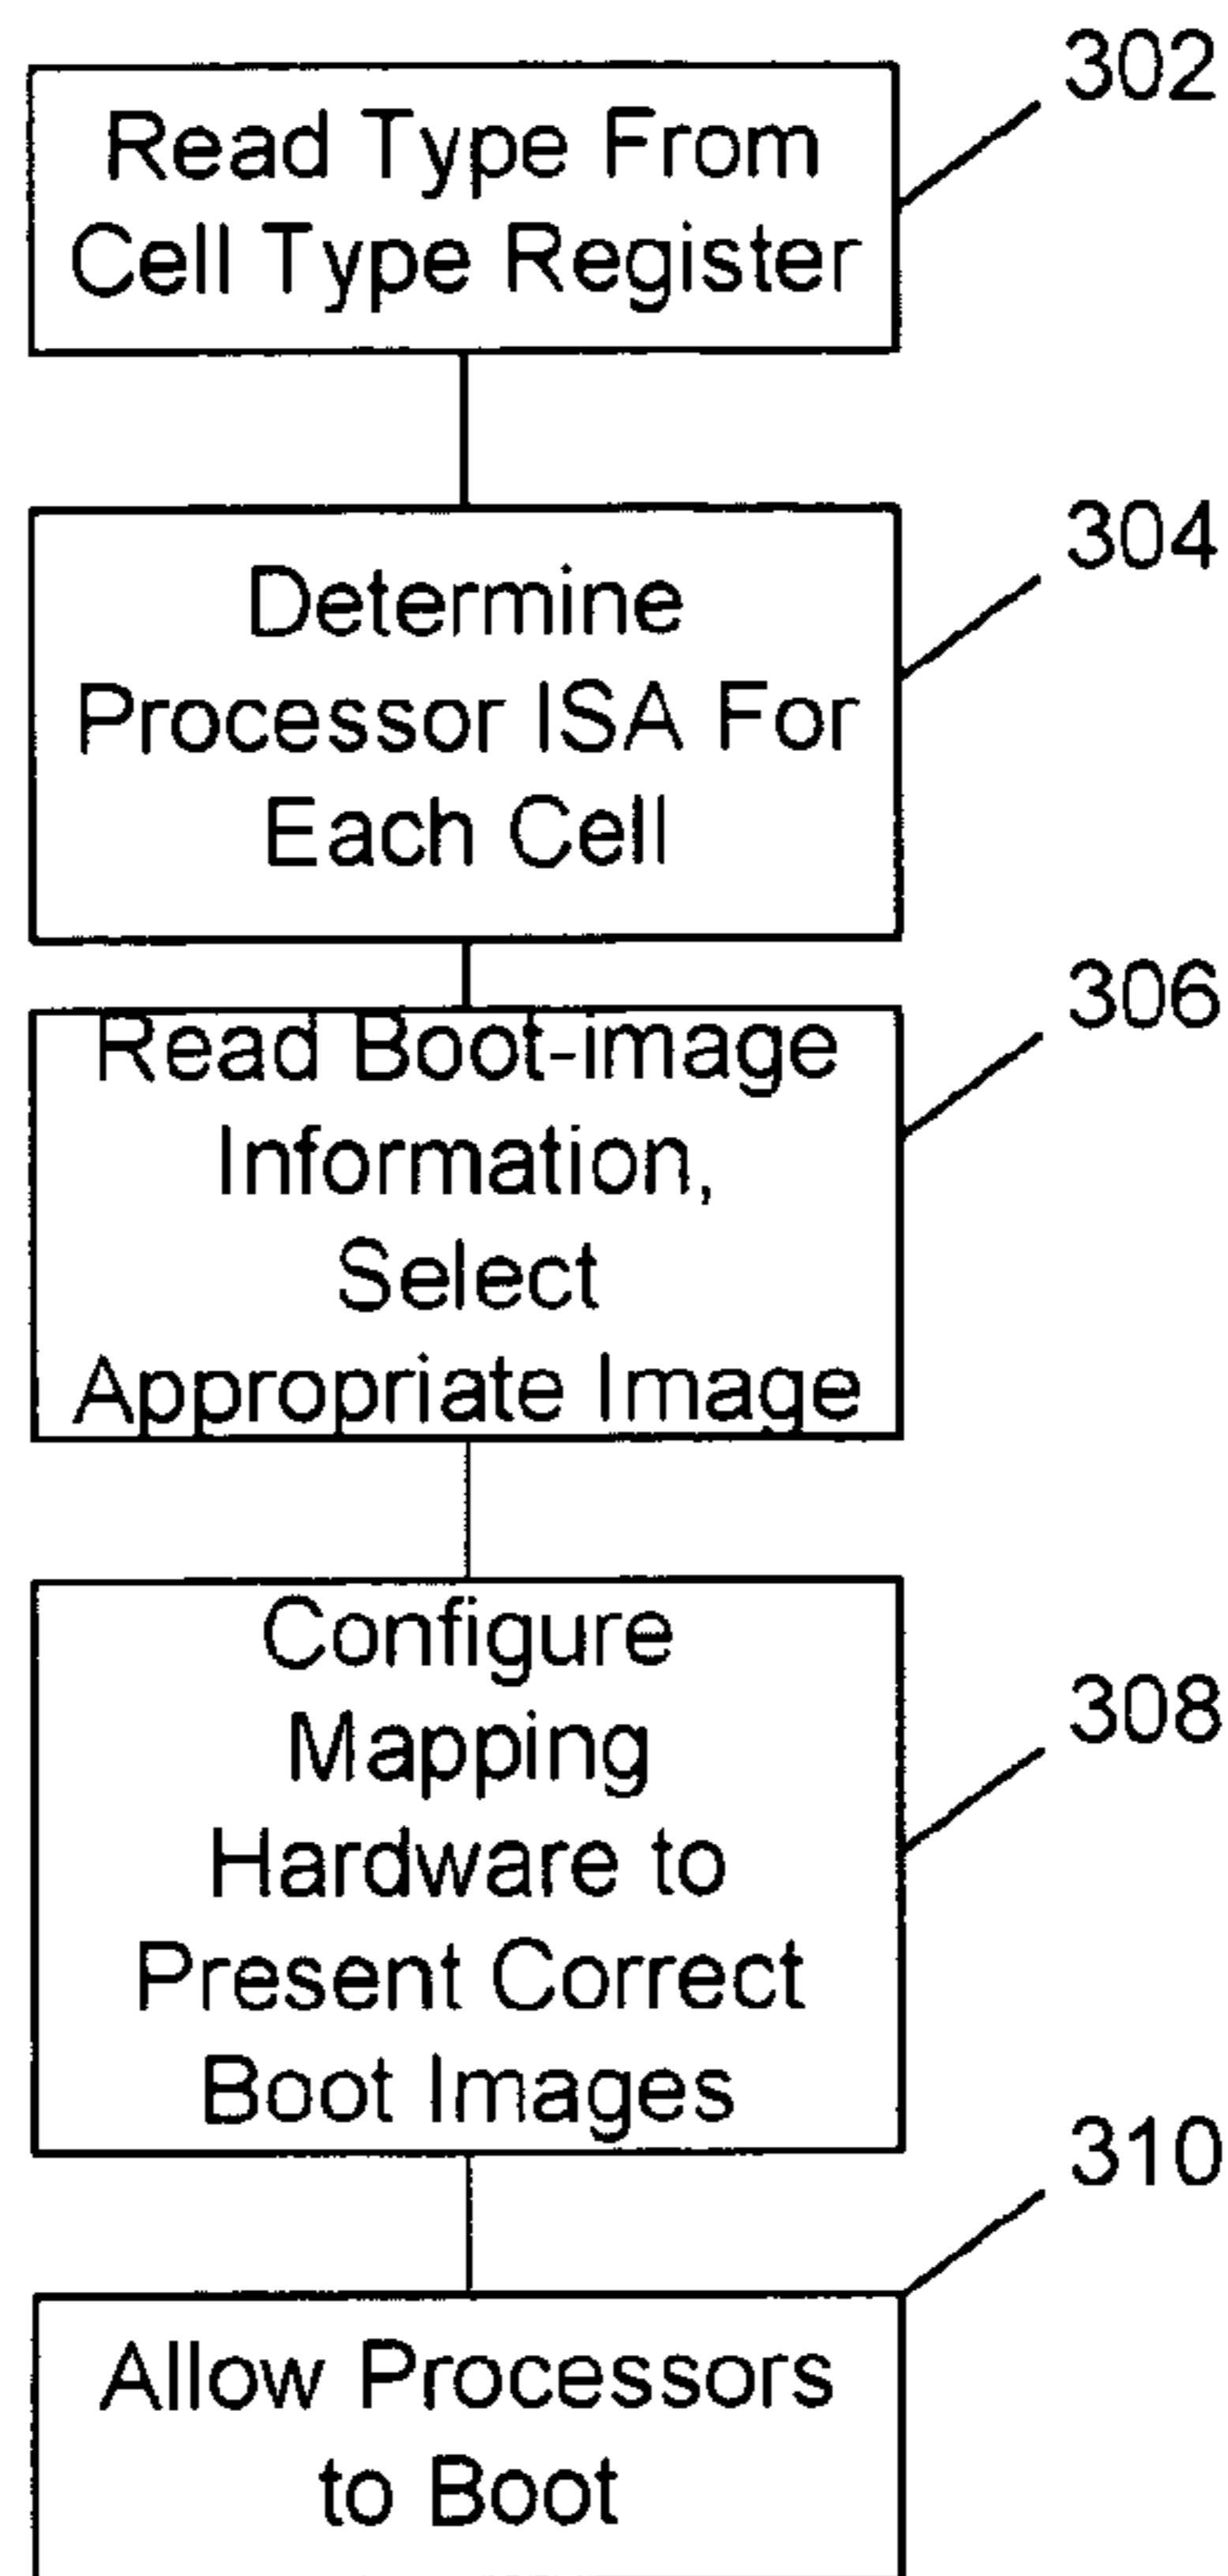 302
Read Type From
Cell Type Register
304
Determine
Processor ISA For
Each Cell
306
Read Boot-image
Information,
Select
Appropriate Image
308
Configure
Mapping
Hardware to
Present Correct
Boot Images
310
Allow Processors
to Boot